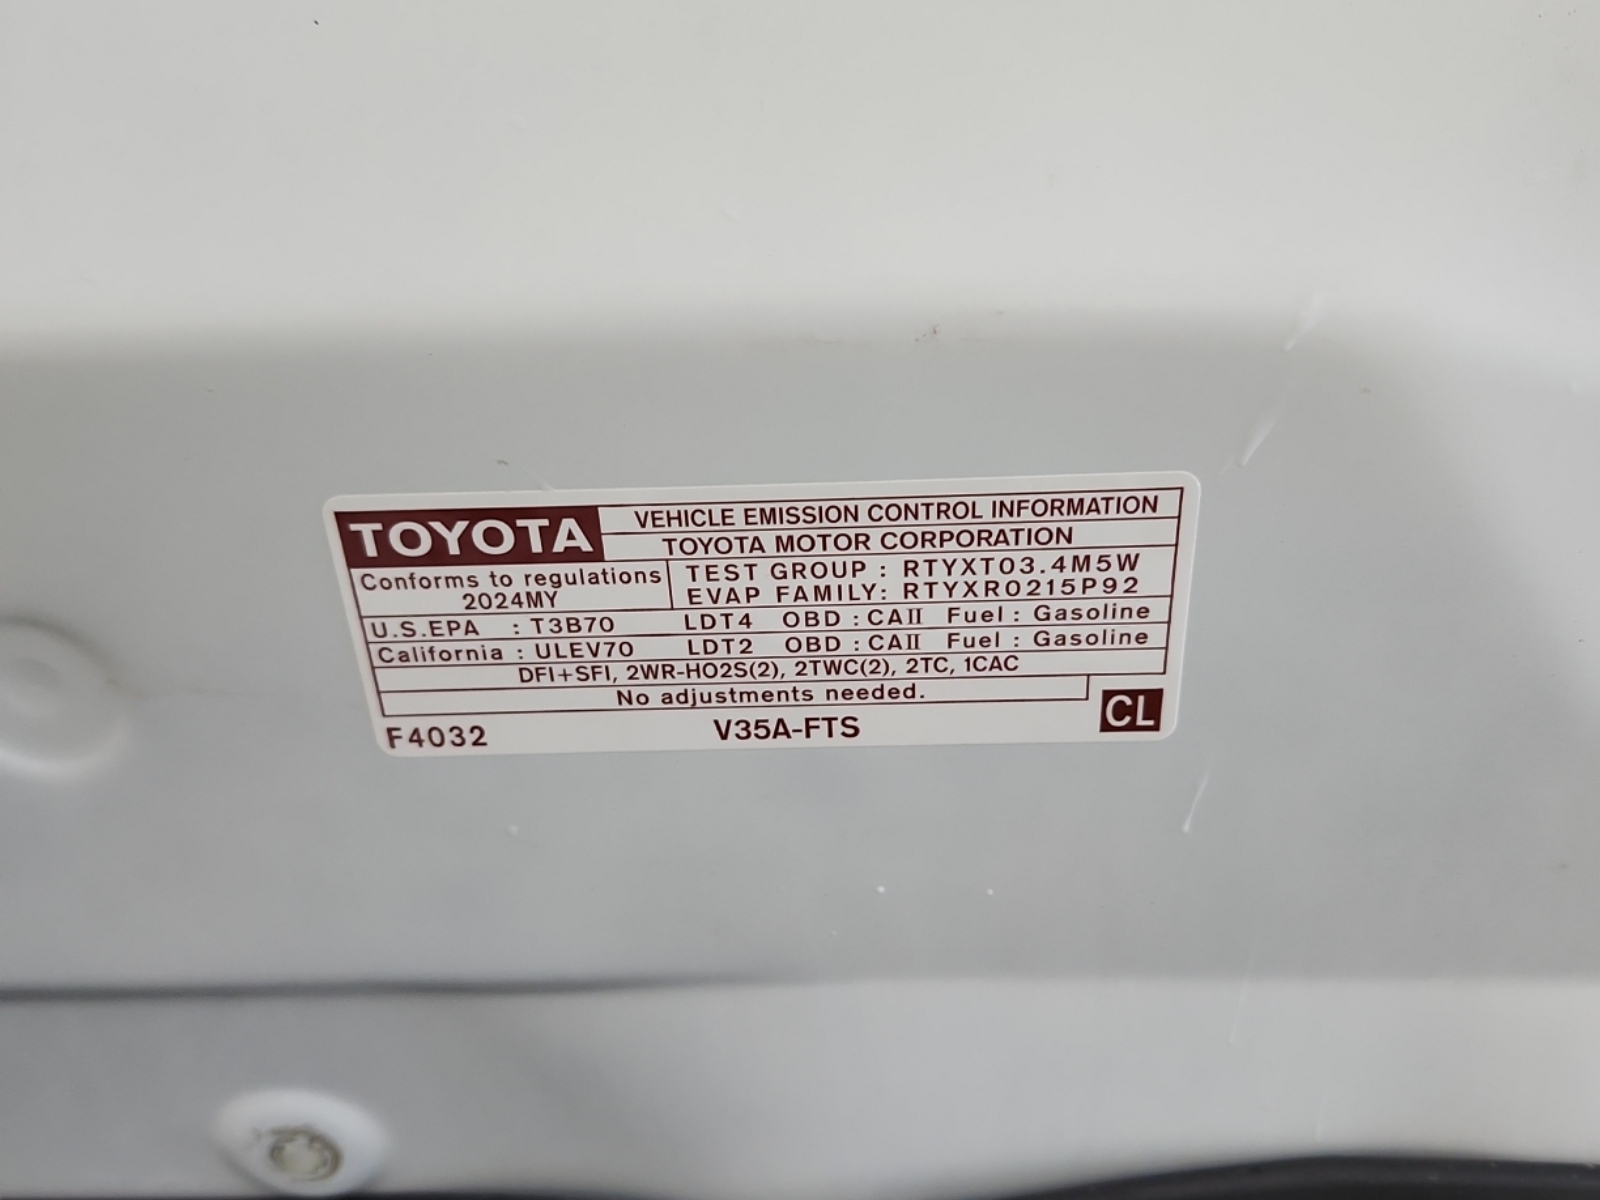 TOYOTA
VEHICLE EMISSION CONTROL INFORMATION
TOYOTA MOTOR CORPORATION
Conforms to regulations
2024MY
TEST GROUP : RTYXT03.4M5W
EVAP FAMILY: RTYXR0215P92
U.S.EPA : T3B70 LDT4 OBD : CAII Fuel : Gasoline
California : ULEV70 LDT2 OBD : CAII Fuel : Gasoline
DFI+SFI, 2WR-HO2S(2), 2TWC(2), 2TC, 1CAC
No adjustments needed.
F4032 V35A-FTS CL